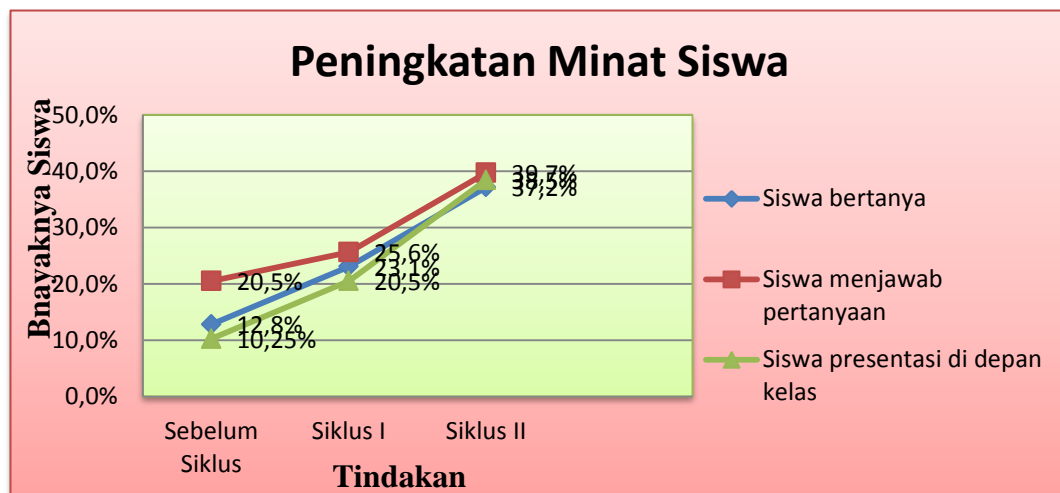 Peningkatan Minat Siswa
Bnayaknya Siswa
50,0%
40,0%
30,0%
20,0%
10,0%
0,0%
39,7%
38,5%
37,2%
25,6%
23,1%
20,5%
20,5%
12,8%
10,25%
Sebelum
Siklus
Siklus I
Siklus II
Tindakan
Siswa bertanya
Siswa menjawab
pertanyaan
Siswa presentasi di depan
kelas